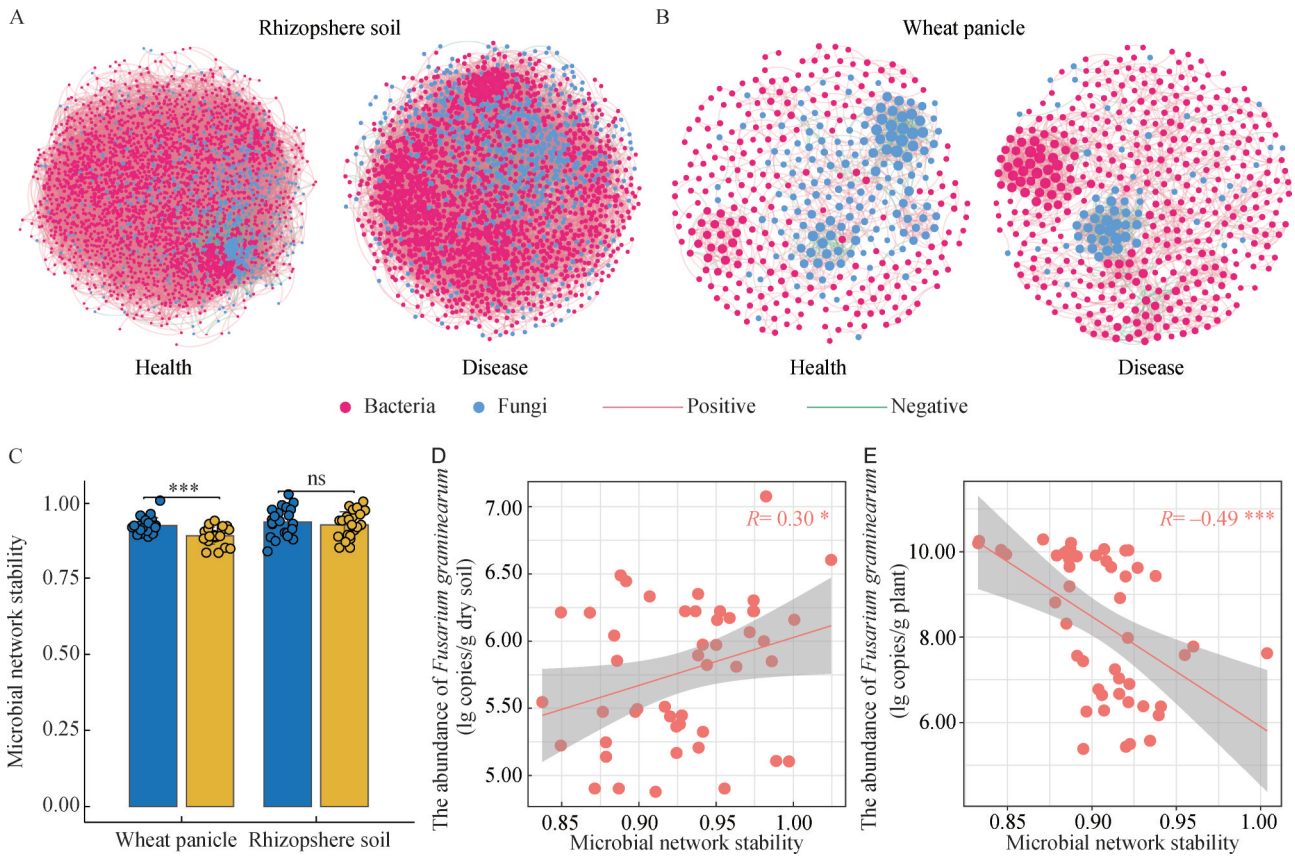 A
Rhizopshere soil
Health
Disease
B
Wheat panicle
Health
Disease
Bacteria
Fungi
Positive
Negative
C
Microbial network stability
1.00
0.75
0.50
0.25
0.00
***
ns
Wheat panicle
Rhizopshere soil
D
The abundance of Fusarium graminearum
(lg copies/g dry soil)
7.00
6.50
6.00
5.50
5.00
R= 0.30 *
0.85
0.90
0.95
1.00
Microbial network stability
E
The abundance of Fusarium graminearum
(lg copies/g plant)
10.00
8.00
6.00
R= –0.49 ***
0.85
0.90
0.95
1.00
Microbial network stability